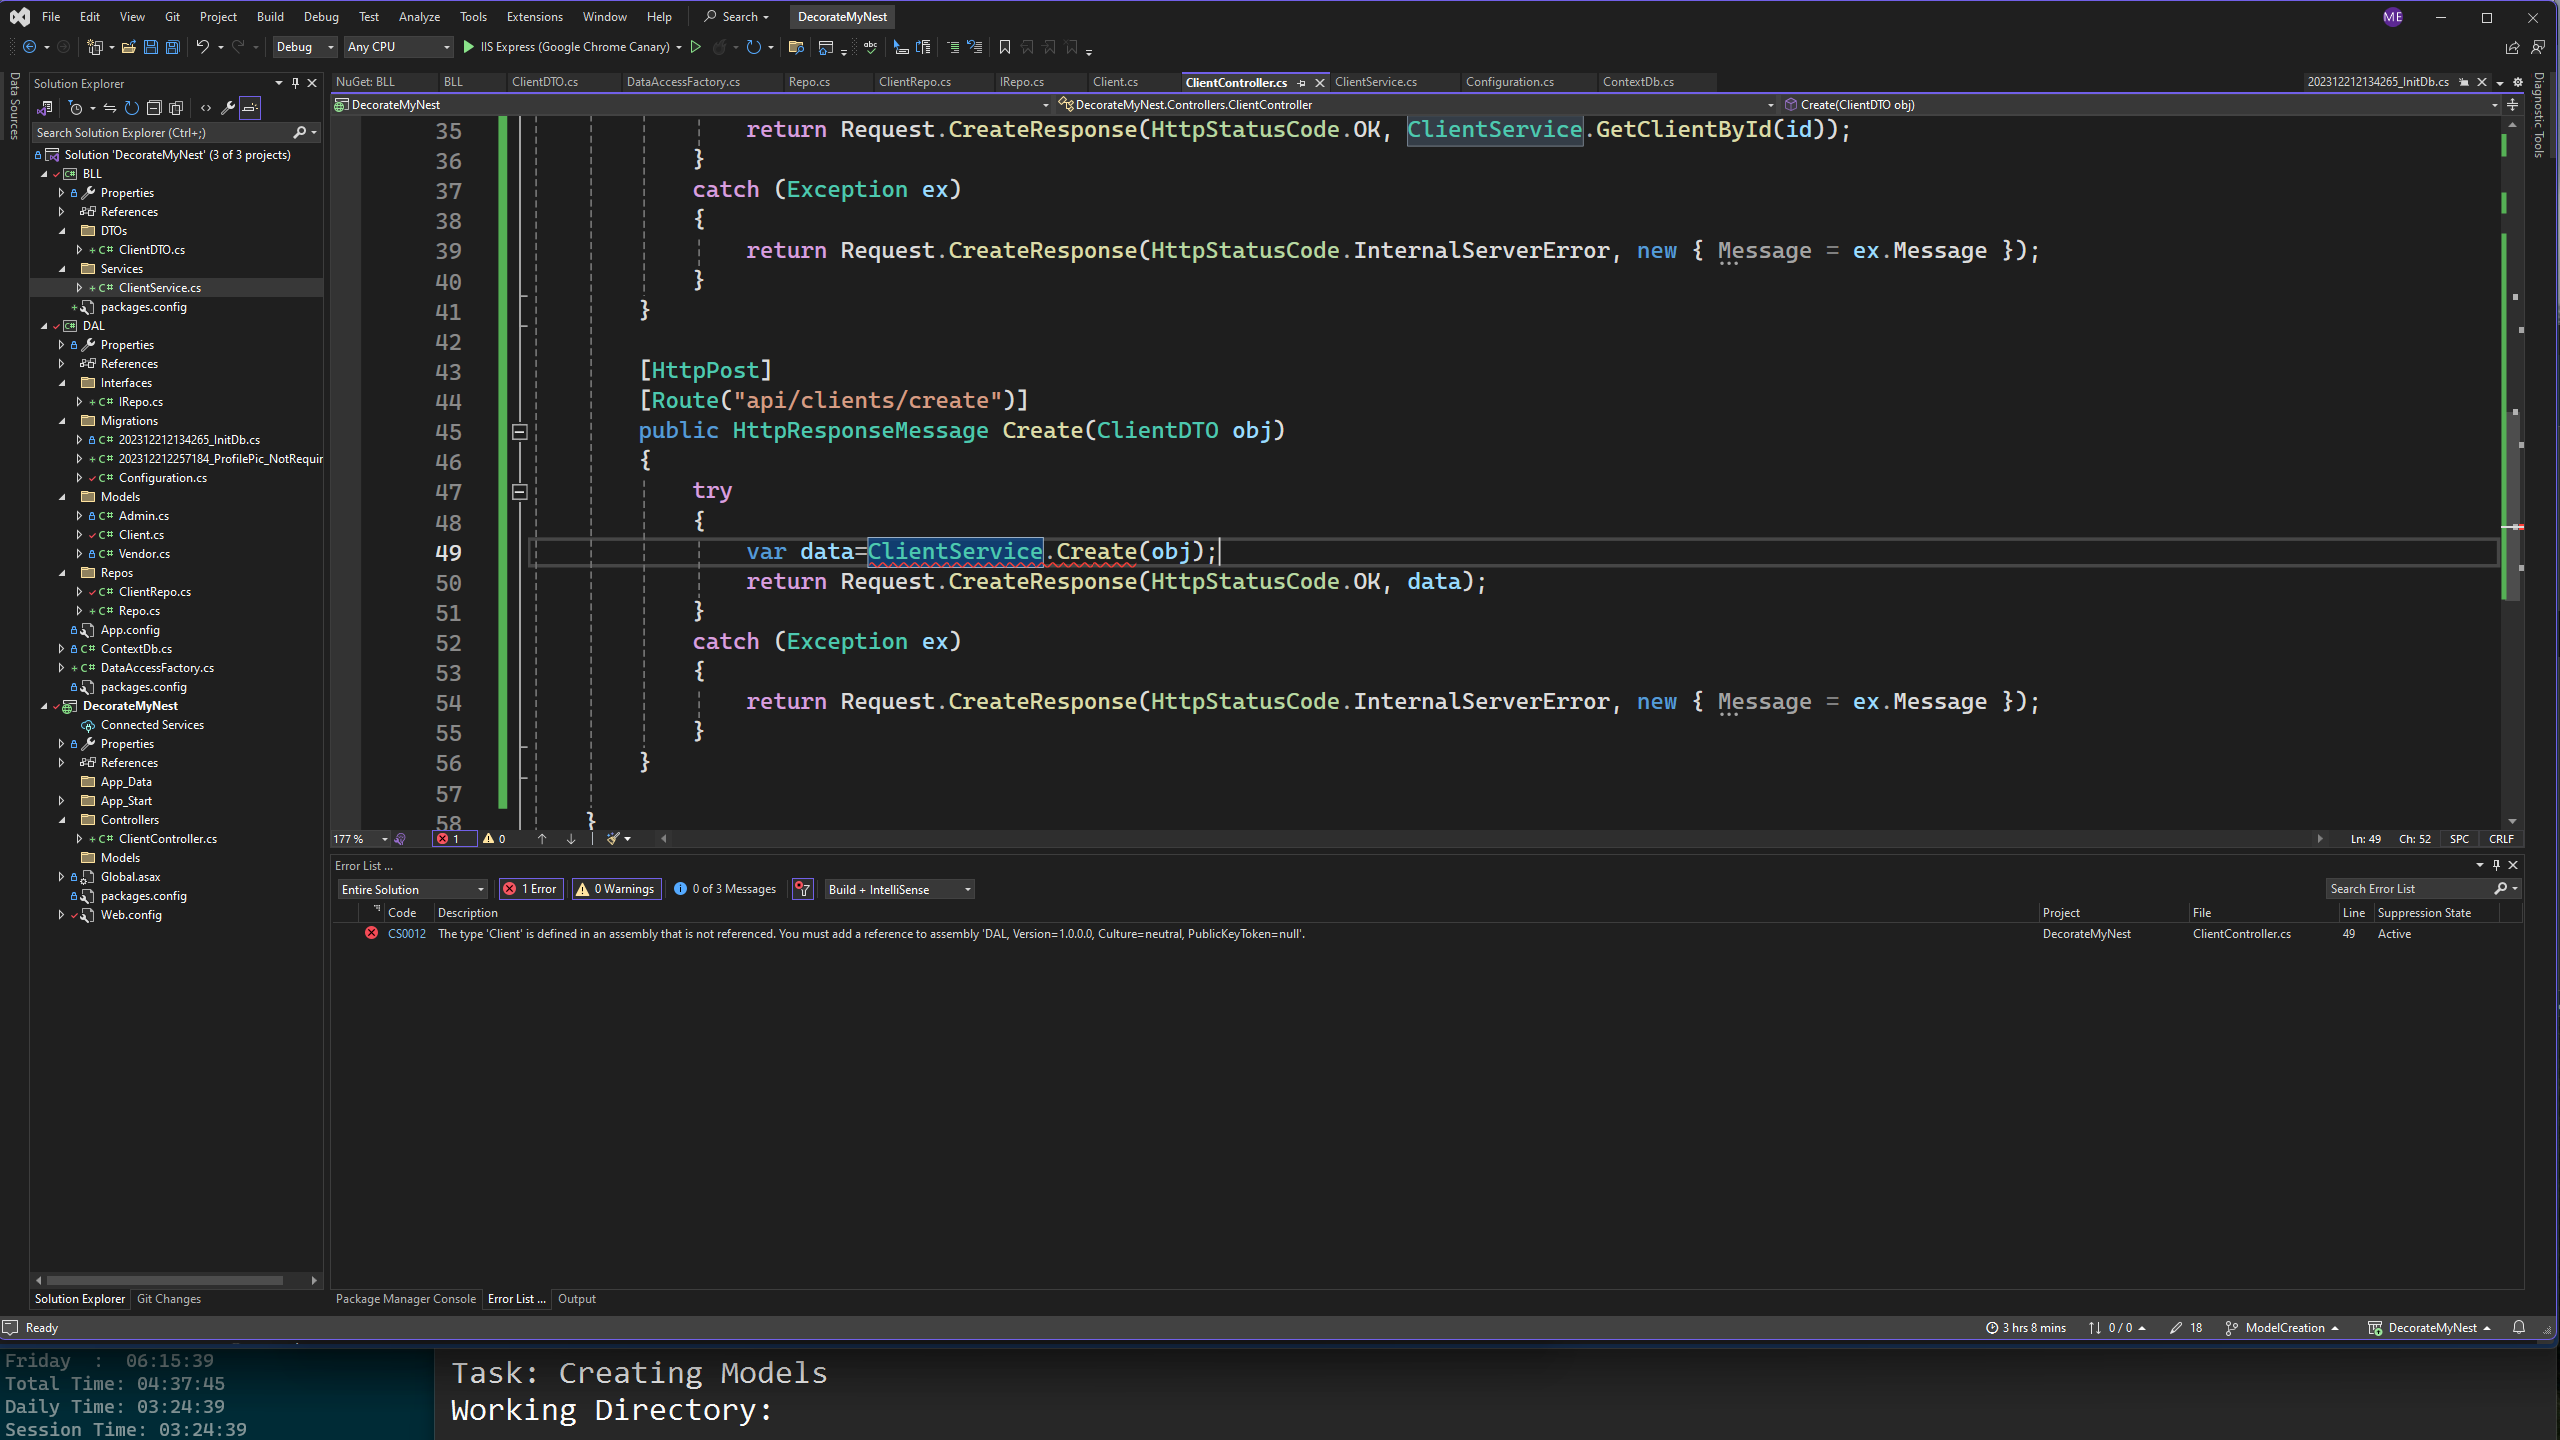 File Edit View Git Project Build Debug Test Analyze Tools Extensions Window Help Search DecorateMyNest ME
Debug Any CPU IIS Express (Google Chrome Canary)
Data Sources
Solution Explorer
Search Solution Explorer (Ctrl+;)
Solution 'DecorateMyNest' (3 of 3 projects)
BLL
Properties
References
DTOs
C# ClientDTO.cs
Services
C# ClientService.cs
packages.config
DAL
Properties
References
Interfaces
C# IRepo.cs
Migrations
C# 202312212134265_InitDb.cs
C# 202312212257184_ProfilePic_NotRequir
C# Configuration.cs
Models
C# Admin.cs
C# Client.cs
C# Vendor.cs
Repos
C# ClientRepo.cs
C# Repo.cs
App.config
C# ContextDb.cs
C# DataAccessFactory.cs
packages.config
DecorateMyNest
Connected Services
Properties
References
App_Data
App_Start
Controllers
C# ClientController.cs
Models
Global.asax
packages.config
Web.config
Solution Explorer Git Changes
NuGet: BLL BLL ClientDTO.cs DataAccessFactory.cs Repo.cs ClientRepo.cs IRepo.cs Client.cs ClientController.cs ClientService.cs Configuration.cs ContextDb.cs 202312212134265_InitDb.cs
DecorateMyNest DecorateMyNest.Controllers.ClientController Create(ClientDTO obj)
35 return Request.CreateResponse(HttpStatusCode.OK, ClientService.GetClientById(id));
36 }
37 catch (Exception ex)
38 {
39 return Request.CreateResponse(HttpStatusCode.InternalServerError, new { Message = ex.Message });
40 }
41 }
42
43 [HttpPost]
44 [Route("api/clients/create")]
45 public HttpResponseMessage Create(ClientDTO obj)
46 {
47 try
48 {
49 var data=ClientService.Create(obj);
50 return Request.CreateResponse(HttpStatusCode.OK, data);
51 }
52 catch (Exception ex)
53 {
54 return Request.CreateResponse(HttpStatusCode.InternalServerError, new { Message = ex.Message });
55 }
56 }
57
58 }
177 % 1 0 Ln: 49 Ch: 52 SPC CRLF
Diagnostic Tools
Error List ...
Entire Solution 1 Error 0 Warnings 0 of 3 Messages Build + IntelliSense Search Error List
Code Description Project File Line Suppression State
CS0012 The type 'Client' is defined in an assembly that is not referenced. You must add a reference to assembly 'DAL, Version=1.0.0.0, Culture=neutral, PublicKeyToken=null'. DecorateMyNest ClientController.cs 49 Active
Package Manager Console Error List ... Output
Ready 3 hrs 8 mins 0 / 0 18 ModelCreation DecorateMyNest
Friday : 06:15:39
Total Time: 04:37:45
Daily Time: 03:24:39
Session Time: 03:24:39
Task: Creating Models
Working Directory: